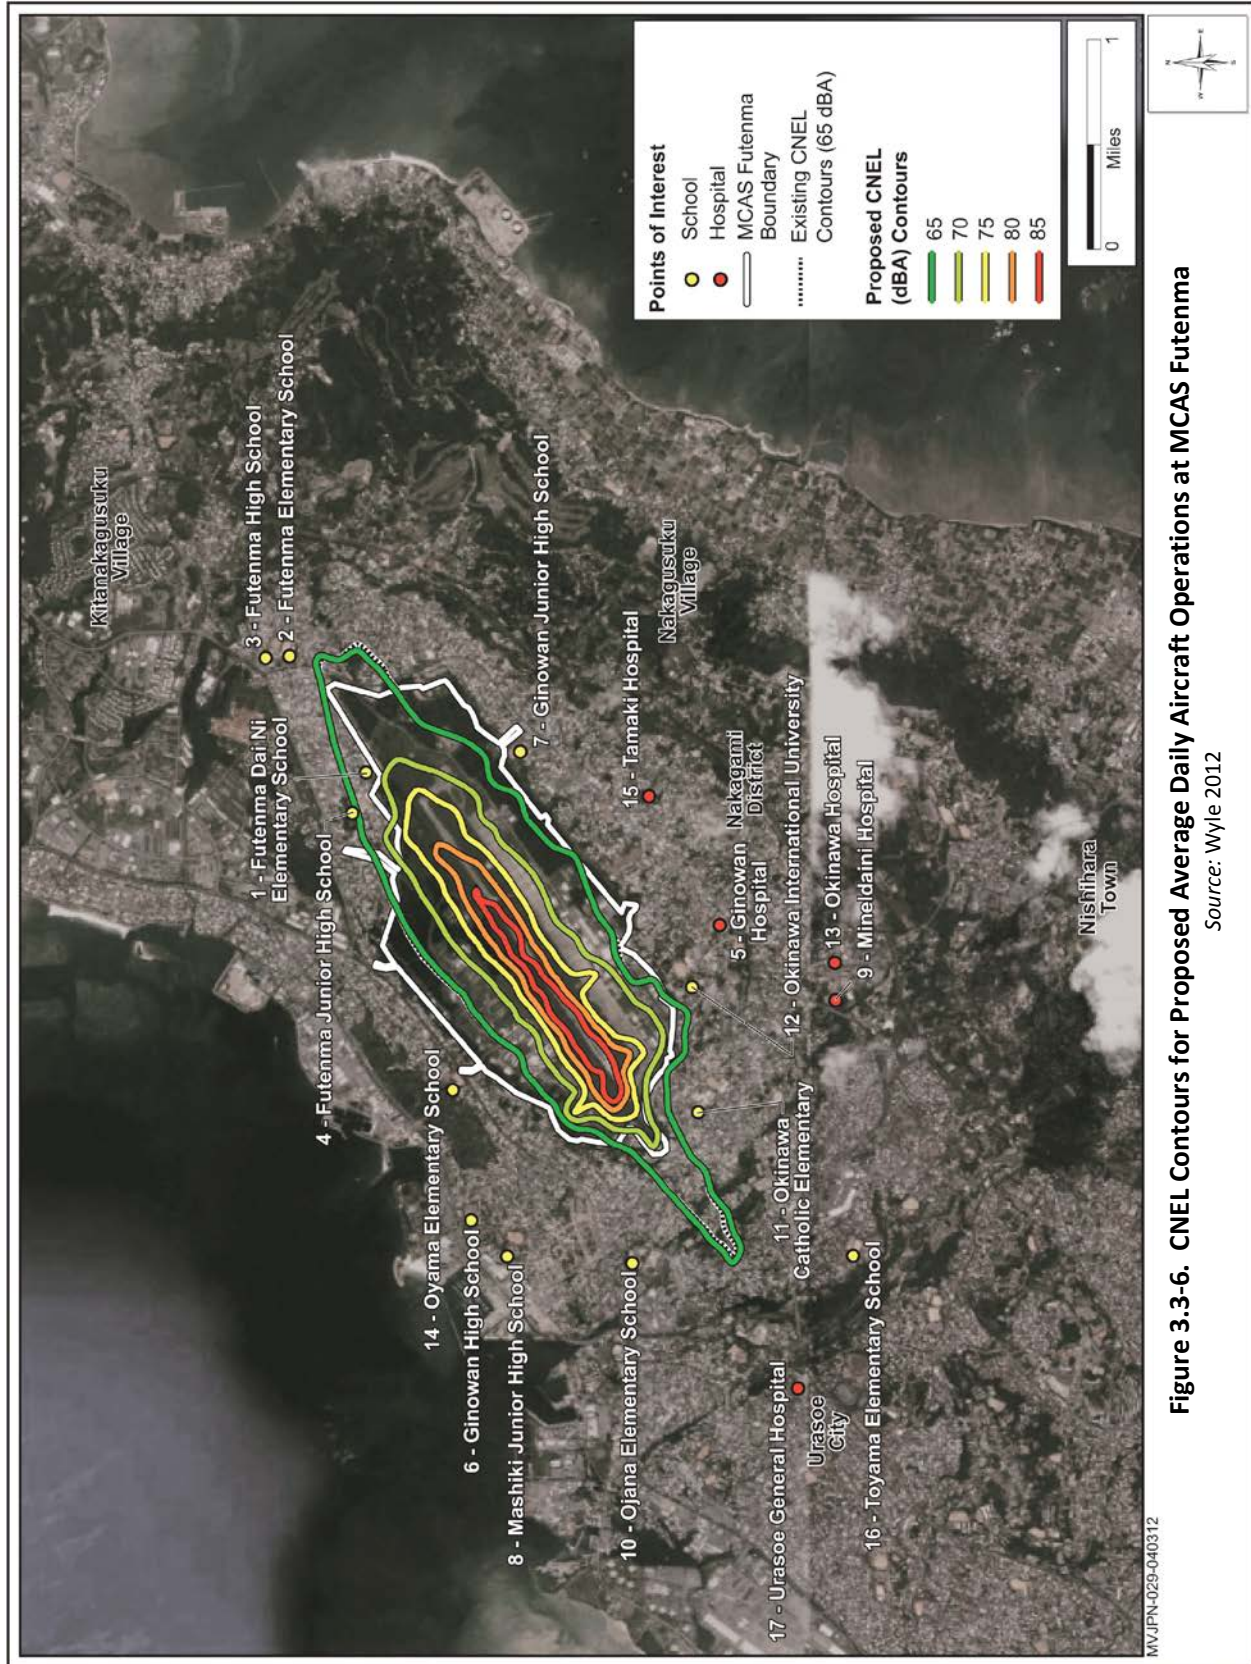 Kitanakagusuku
Village
3 - Futenma High School
2 - Futenma Elementary School
1 - Futenma Dai Ni
Elementary School
4 - Futenma Junior High School
7 - Ginowan Junior High School
14 - Oyama Elementary School
6 - Ginowan High School
8 - Mashiki Junior High School
10 - Ojana Elementary School
15 - Tamaki Hospital
Nakagusuku
Village
5 - Ginowan
Hospital
Nakagami
District
12 - Okinawa International University
11 - Okinawa
Catholic Elementary
13 - Okinawa Hospital
9 - Mineldaini Hospital
17 - Urasoe General Hospital
Urasoe
City
16 - Toyama Elementary School
Nishihara
Town
Points of Interest
School
Hospital
MCAS Futenma
Boundary
Existing CNEL
Contours (65 dBA)
Proposed CNEL
(dBA) Contours
65
70
75
80
85
0
1
Miles
N
E
S
W
MVJPN-029-040312
Figure 3.3-6. CNEL Contours for Proposed Average Daily Aircraft Operations at MCAS Futenma
Source: Wyle 2012